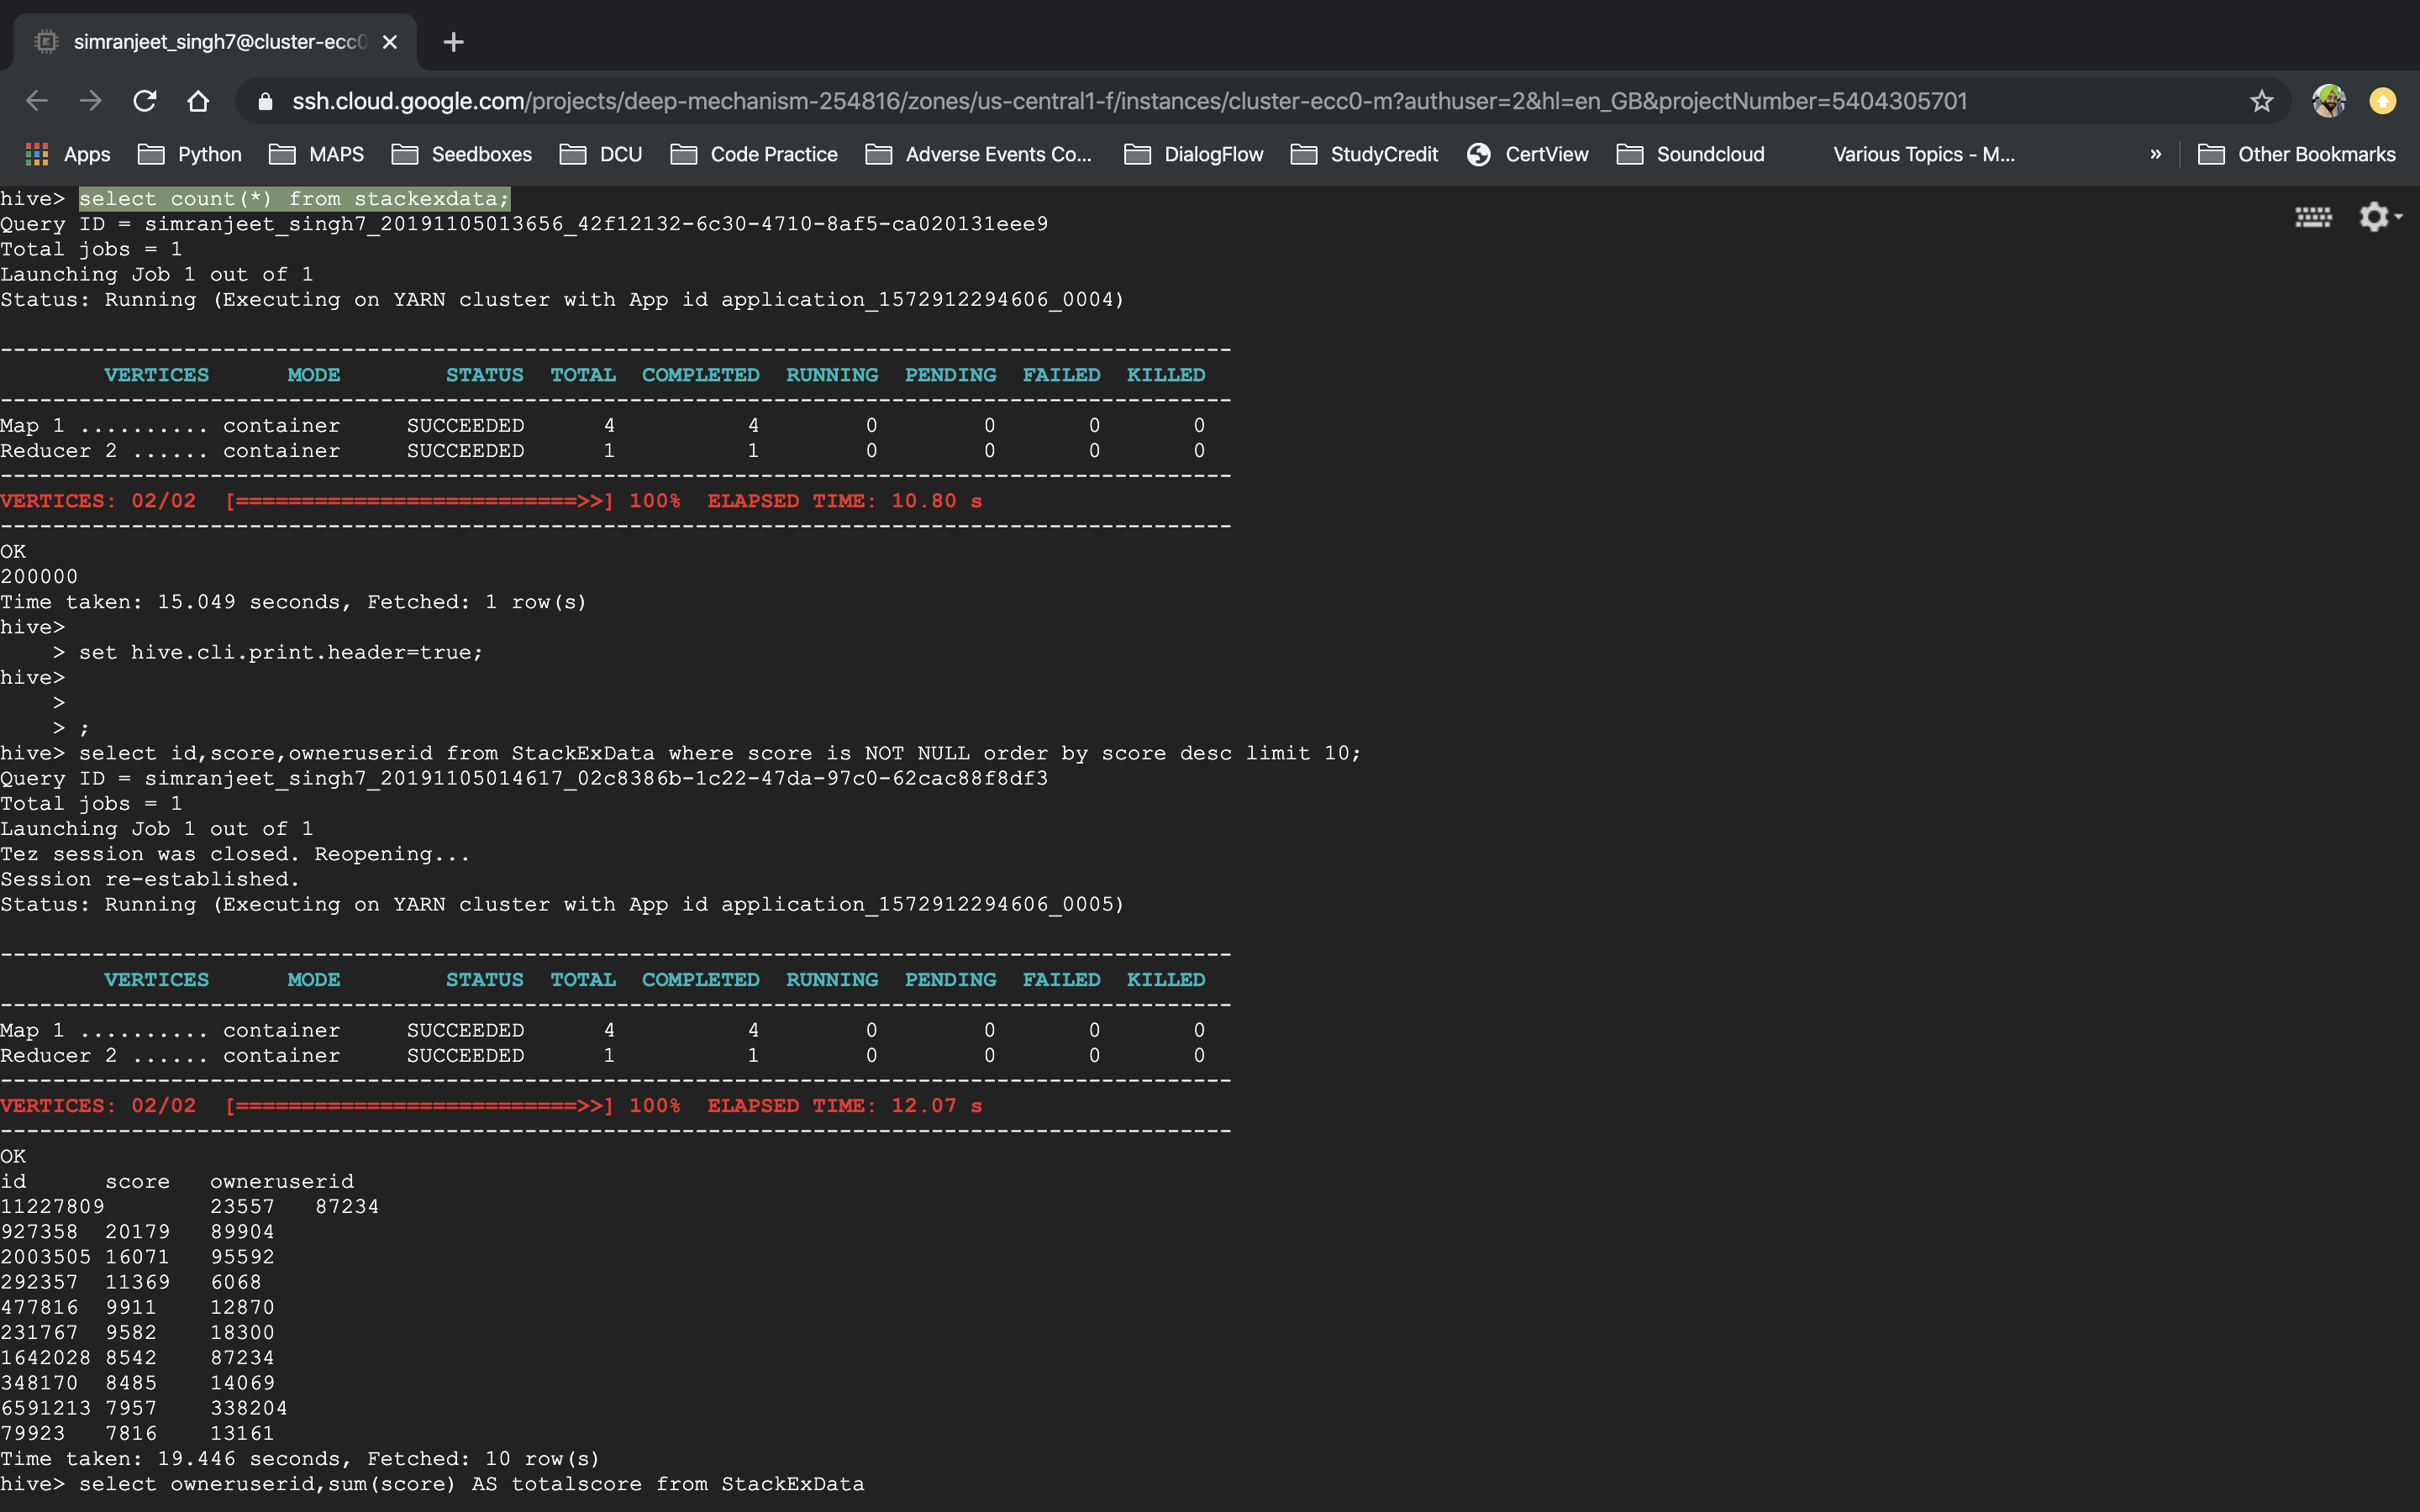 simranjeet_singh7@cluster-ecc0
ssh.cloud.google.com/projects/deep-mechanism-254816/zones/us-central1-f/instances/cluster-ecc0-m?authuser=2&hl=en_GB&projectNumber=5404305701
Apps Python MAPS Seedboxes DCU Code Practice Adverse Events Co... DialogFlow StudyCredit CertView Soundcloud Various Topics - M... » Other Bookmarks
hive> select count(*) from stackexdata;
Query ID = simranjeet_singh7_20191105013656_42f12132-6c30-4710-8af5-ca020131eee9
Total jobs = 1
Launching Job 1 out of 1
Status: Running (Executing on YARN cluster with App id application_1572912294606_0004)
----------------------------------------------------------------------------------------------
        VERTICES      MODE        STATUS  TOTAL  COMPLETED  RUNNING  PENDING  FAILED  KILLED
----------------------------------------------------------------------------------------------
Map 1 .......... container     SUCCEEDED      4          4        0        0       0       0
Reducer 2 ...... container     SUCCEEDED      1          1        0        0       0       0
----------------------------------------------------------------------------------------------
VERTICES: 02/02  [==========================>>] 100%  ELAPSED TIME: 10.80 s
----------------------------------------------------------------------------------------------
OK
200000
Time taken: 15.049 seconds, Fetched: 1 row(s)
hive>
    > set hive.cli.print.header=true;
hive>
    >
    > ;
hive> select id,score,owneruserid from StackExData where score is NOT NULL order by score desc limit 10;
Query ID = simranjeet_singh7_20191105014617_02c8386b-1c22-47da-97c0-62cac88f8df3
Total jobs = 1
Launching Job 1 out of 1
Tez session was closed. Reopening...
Session re-established.
Status: Running (Executing on YARN cluster with App id application_1572912294606_0005)
----------------------------------------------------------------------------------------------
        VERTICES      MODE        STATUS  TOTAL  COMPLETED  RUNNING  PENDING  FAILED  KILLED
----------------------------------------------------------------------------------------------
Map 1 .......... container     SUCCEEDED      4          4        0        0       0       0
Reducer 2 ...... container     SUCCEEDED      1          1        0        0       0       0
----------------------------------------------------------------------------------------------
VERTICES: 02/02  [==========================>>] 100%  ELAPSED TIME: 12.07 s
----------------------------------------------------------------------------------------------
OK
id      score   owneruserid
11227809        23557   87234
927358  20179   89904
2003505 16071   95592
292357  11369   6068
477816  9911    12870
231767  9582    18300
1642028 8542    87234
348170  8485    14069
6591213 7957    338204
79923   7816    13161
Time taken: 19.446 seconds, Fetched: 10 row(s)
hive> select owneruserid,sum(score) AS totalscore from StackExData